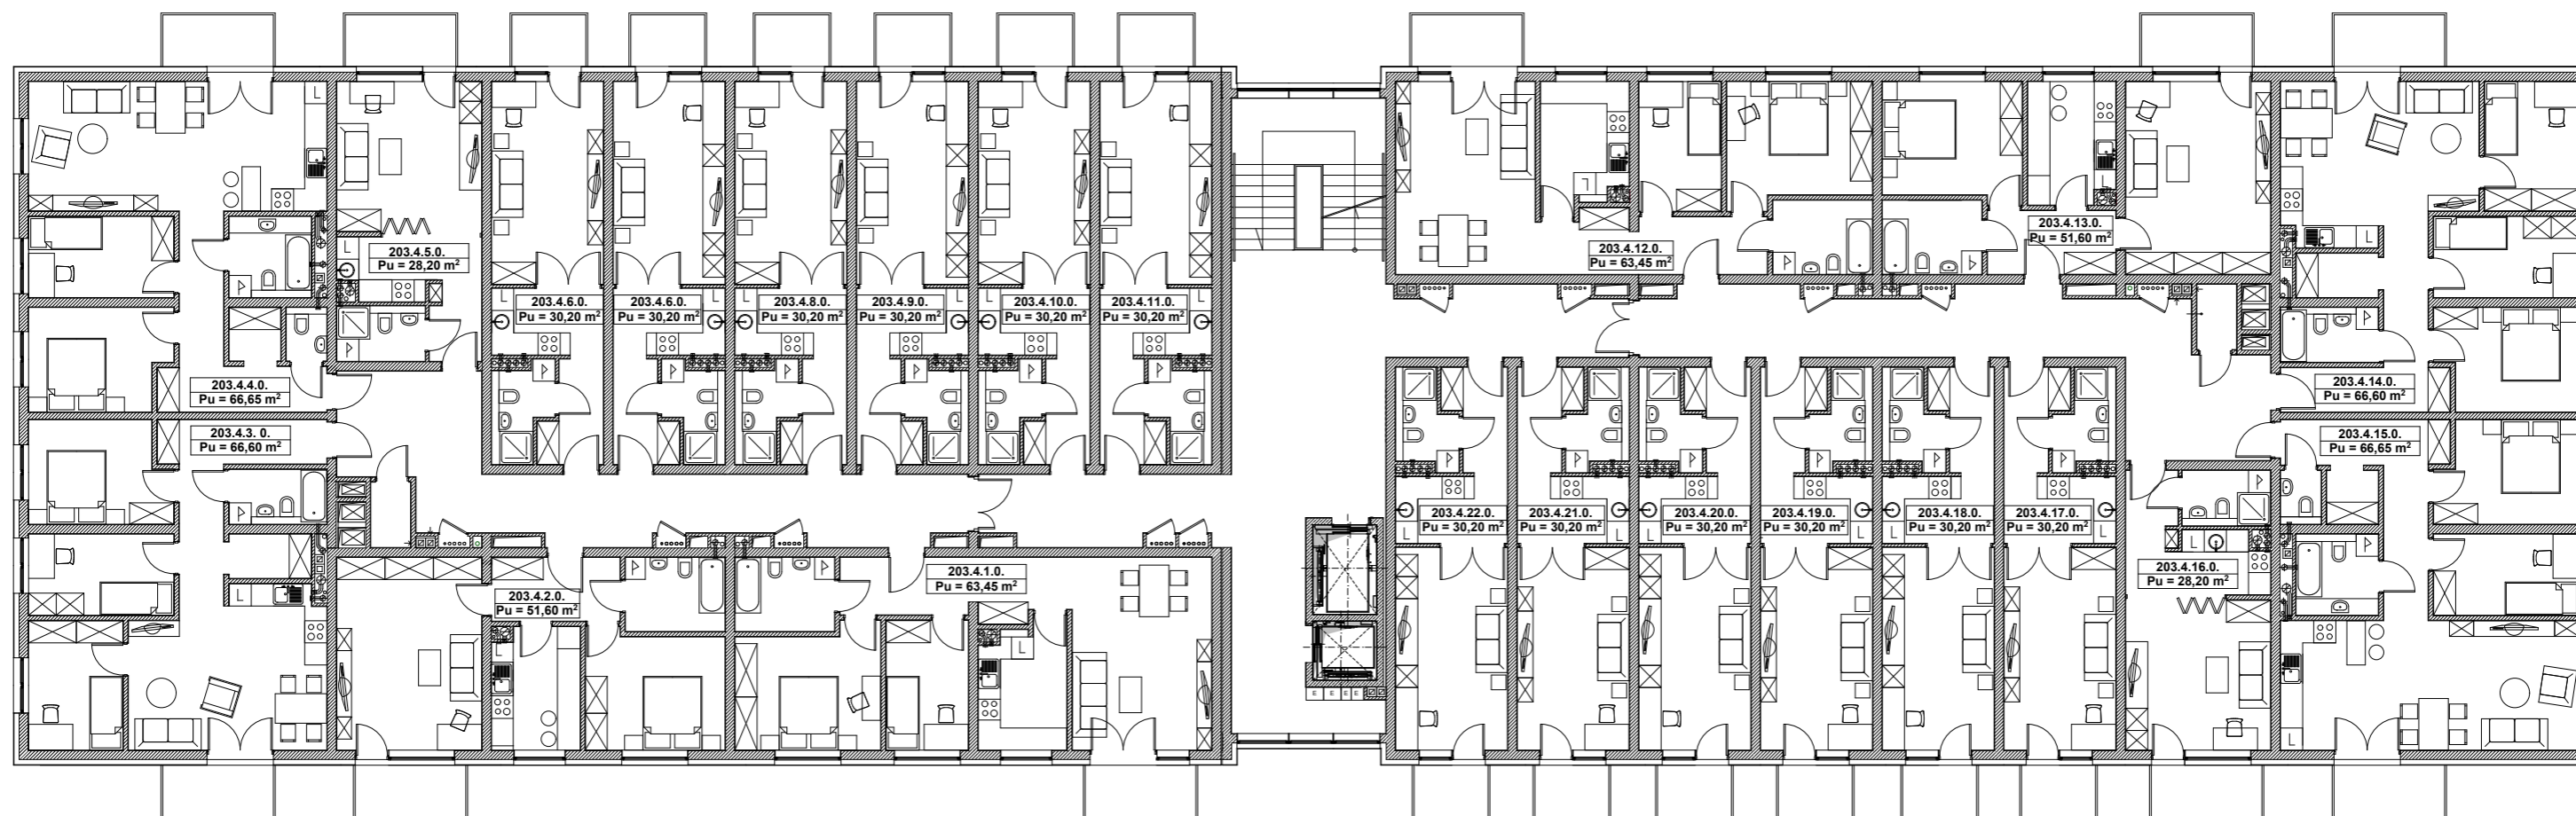 203.4.5.0.
Pu = 28,20 m²
203.4.6.0.
Pu = 30,20 m²
203.4.6.0.
Pu = 30,20 m²
203.4.8.0.
Pu = 30,20 m²
203.4.9.0.
Pu = 30,20 m²
203.4.10.0.
Pu = 30,20 m²
203.4.11.0.
Pu = 30,20 m²
203.4.12.0.
Pu = 63,45 m²
203.4.13.0.
Pu = 51,60 m²
203.4.4.0.
Pu = 66,65 m²
203.4.14.0.
Pu = 66,60 m²
203.4.3. 0.
Pu = 66,60 m²
203.4.15.0.
Pu = 66,65 m²
203.4.22.0.
Pu = 30,20 m²
203.4.21.0.
Pu = 30,20 m²
203.4.20.0.
Pu = 30,20 m²
203.4.19.0.
Pu = 30,20 m²
203.4.18.0.
Pu = 30,20 m²
203.4.17.0.
Pu = 30,20 m²
203.4.2.0.
Pu = 51,60 m²
203.4.1.0.
Pu = 63,45 m²
203.4.16.0.
Pu = 28,20 m²
E E E E